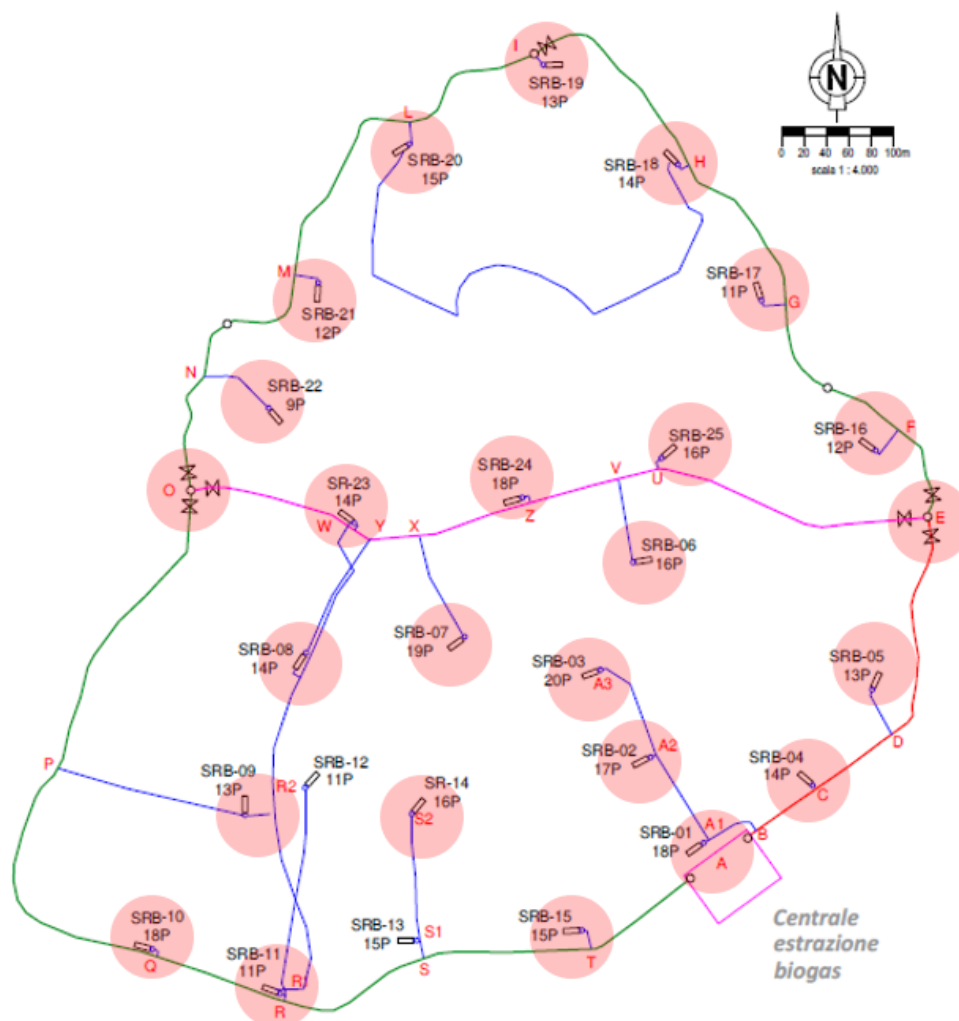 I
SRB-19
13P
N
0 20 40 60 80 100m
scala 1 : 4.000
L
SRB-20
15P
SRB-18
14P
H
M
SRB-21
12P
SRB-17
11P
G
N
SRB-22
9P
SRB-16
12P
F
O
SR-23
14P
W
Y
X
SRB-24
18P
Z
V
SRB-25
16P
U
E
SRB-06
16P
SRB-08
14P
SRB-07
19P
SRB-03
20P
A3
SRB-05
13P
D
P
SRB-09
13P
R2
SRB-12
11P
SR-14
16P
S2
SRB-02
17P
A2
SRB-04
14P
C
SRB-01
18P
A1
B
A
SRB-10
18P
Q
SRB-11
11P
R
R
SRB-13
15P
S1
S
SRB-15
15P
T
Centrale
estrazione
biogas